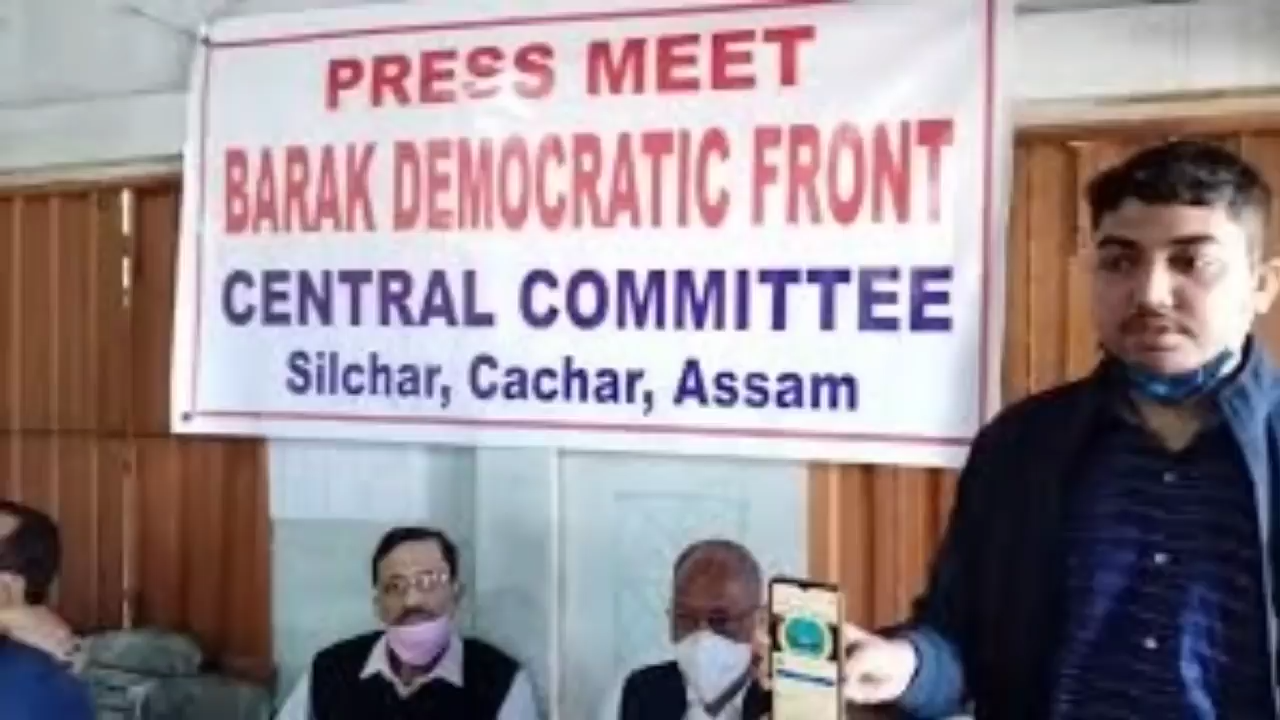 PRESS MEET
BARAK DEMOCRATIC FRONT
CENTRAL COMMITTEE
Silchar, Cachar, Assam